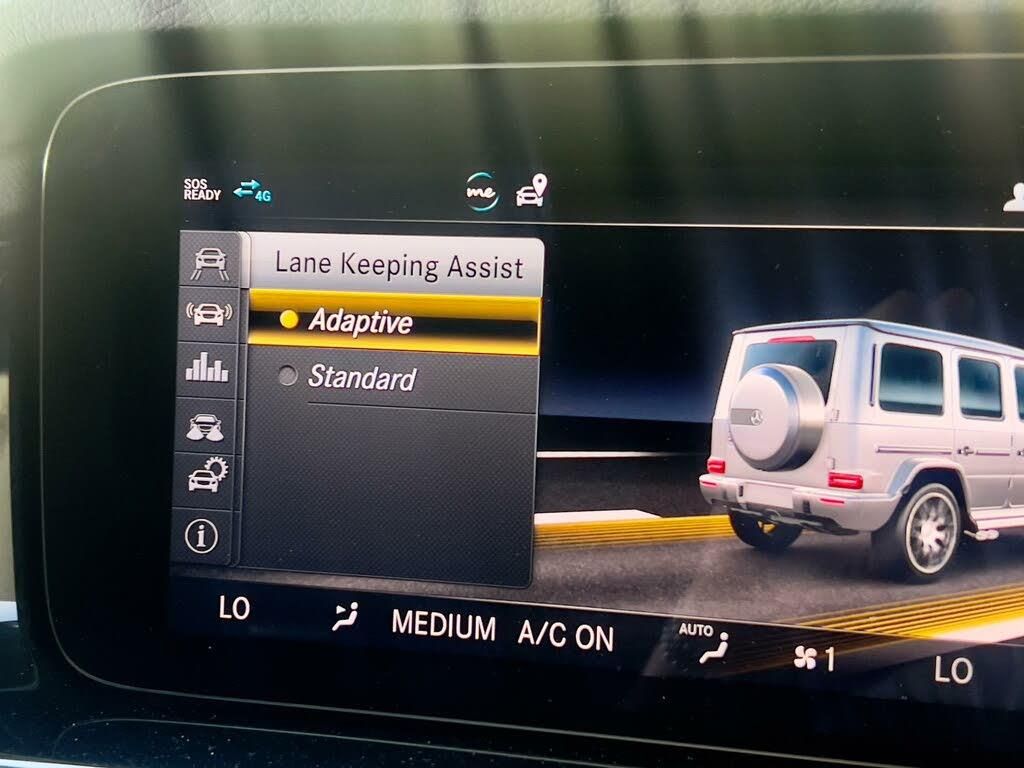 SOS
READY
4G
me
Lane Keeping Assist
Adaptive
Standard
i
LO
MEDIUM
A/C ON
AUTO
1
LO